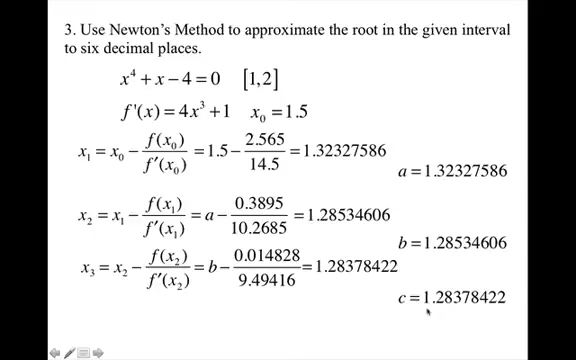 3. Use Newton's Method to approximate the root in the given interval
to six decimal places.
x⁴ + x − 4 = 0 [1,2]
f'(x) = 4x³ + 1 x₀ = 1.5
x₁ = x₀ − f(x₀)/f′(x₀) = 1.5 − 2.565/14.5 = 1.32327586
a = 1.32327586
x₂ = x₁ − f(x₁)/f′(x₁) = a − 0.3895/10.2685 = 1.28534606
b = 1.28534606
x₃ = x₂ − f(x₂)/f′(x₂) = b − 0.014828/9.49416 = 1.28378422
c = 1.28378422